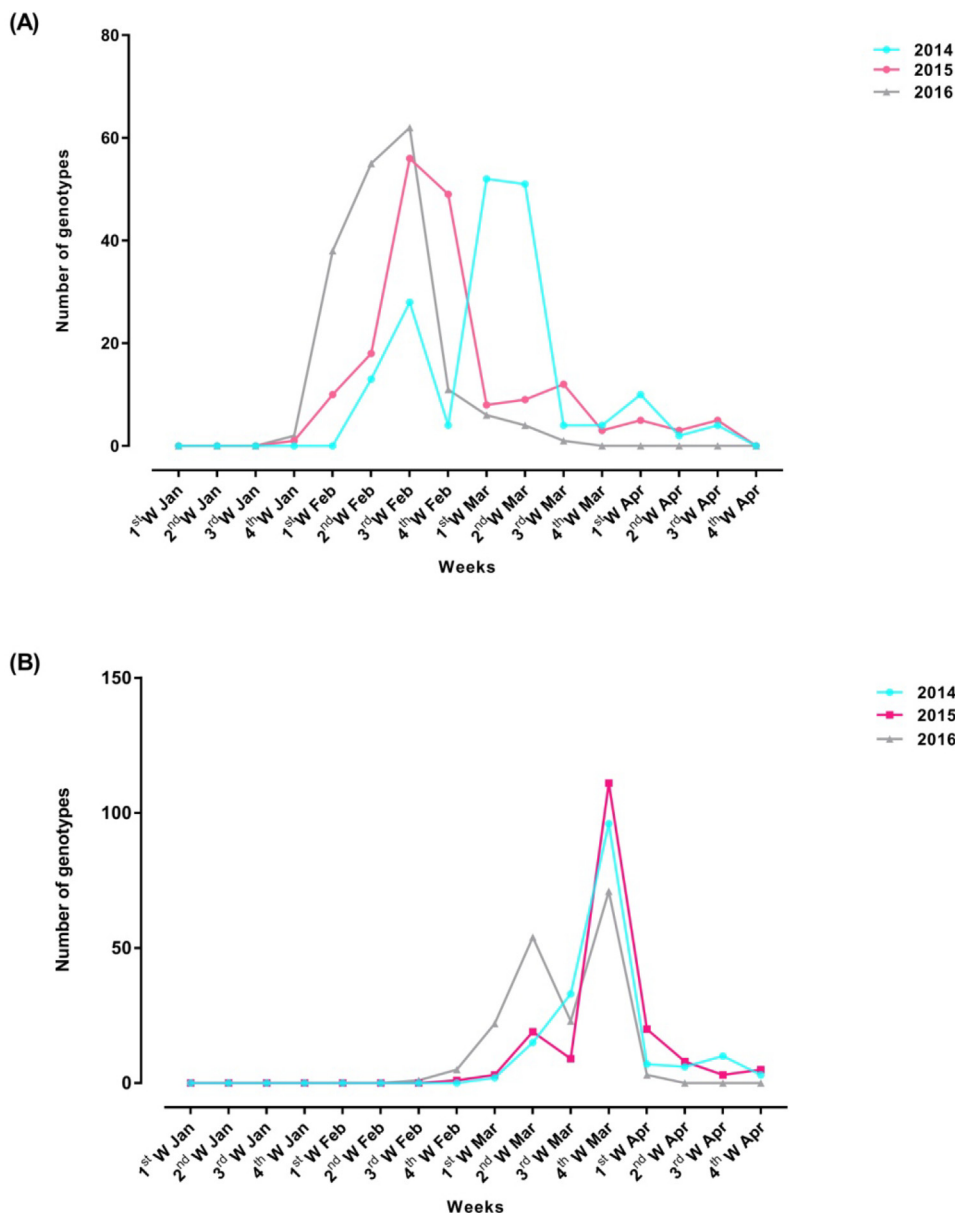 (A)
80
60
40
20
0
Number of genotypes
2014
2015
2016
1st W Jan
2nd W Jan
3rd W Jan
4th W Jan
1st W Feb
2nd W Feb
3rd W Feb
4th W Feb
1st W Mar
2nd W Mar
3rd W Mar
4th W Mar
1st W Apr
2nd W Apr
3rd W Apr
4th W Apr
Weeks
(B)
150
100
50
0
Number of genotypes
2014
2015
2016
1st W Jan
2nd W Jan
3rd W Jan
4th W Jan
1st W Feb
2nd W Feb
3rd W Feb
4th W Feb
1st W Mar
2nd W Mar
3rd W Mar
4th W Mar
1st W Apr
2nd W Apr
3rd W Apr
4th W Apr
Weeks